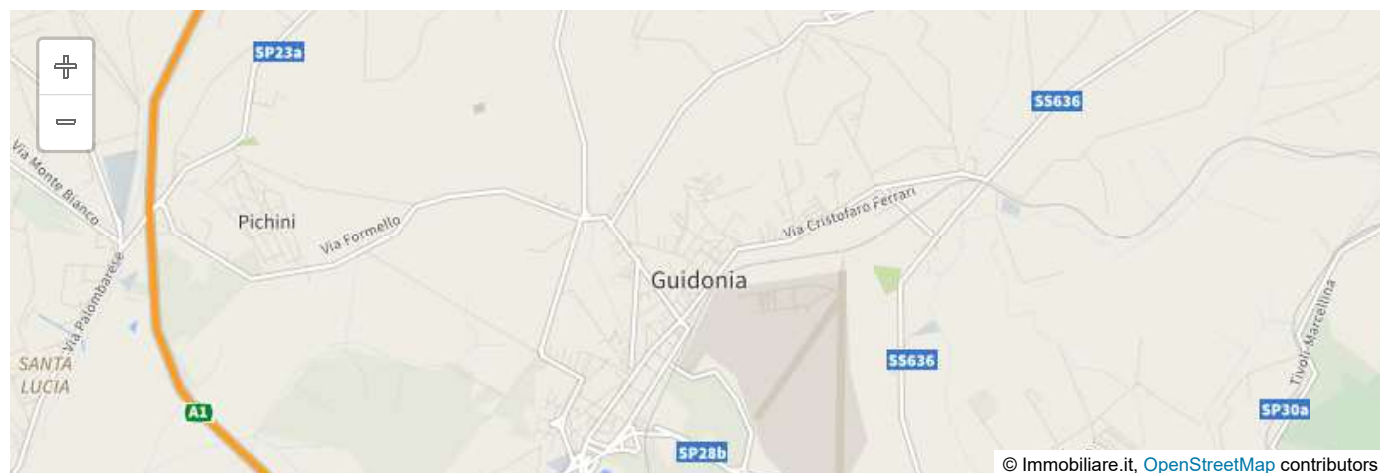 SP23a
SS636
Via Monte Bianco
Via Cristoforo Ferrari
Pichini
Via Formello
Guidonia
Via Palombarese
Tivoli-Marcellina
SS636
SANTA
LUCIA
A1
SP30a
SP28b
© Immobiliare.it, OpenStreetMap contributors